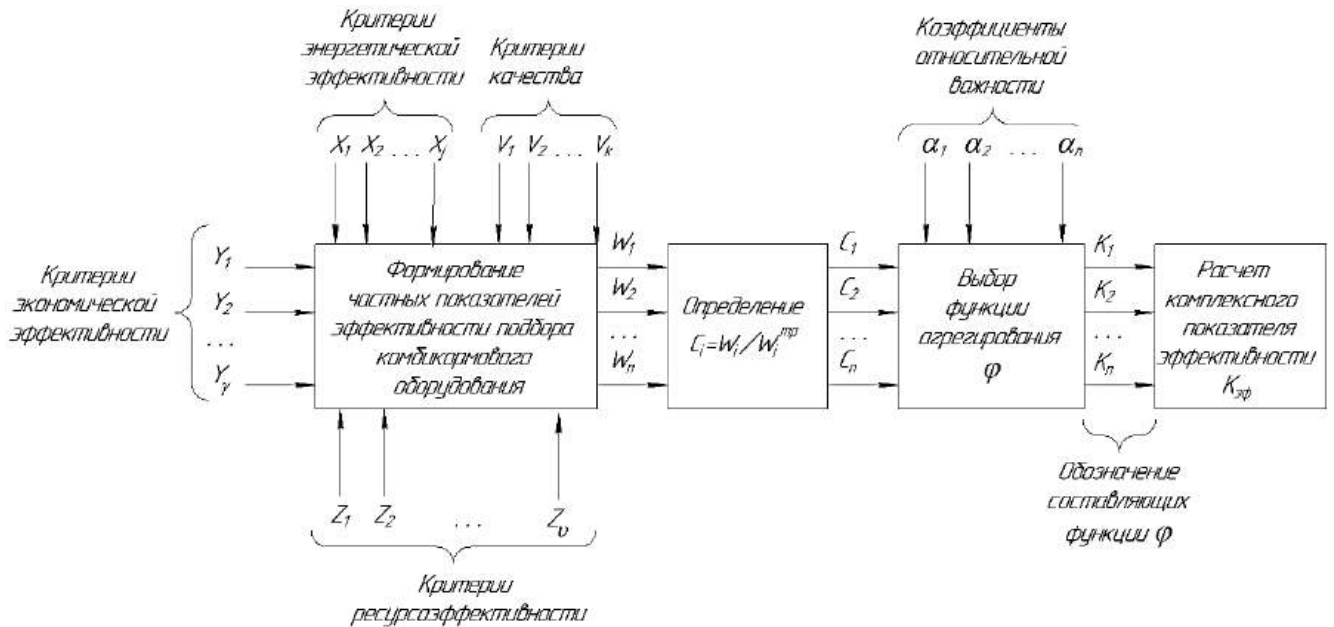 Критерии
энергетической
эффективности
Критерии
качества
Коэффициенты
относительной
важности
X₁ X₂ ... Xⱼ
V₁ V₂ ... Vₖ
α₁ α₂ ... αₙ
Критерии
экономической
эффективности
Y₁
Y₂
...
Yᵧ
Формирование
частных показателей
эффективности подбора
комбикормового
оборудования
W₁
W₂
...
Wₙ
Определение
Cᵢ=Wᵢ/Wᵢᵐᵖ
C₁
C₂
...
Cₙ
Выбор
функции
агрегирования
φ
K₁
K₂
...
Kₙ
Расчет
комплексного
показателя
эффективности
Kэф
Z₁ Z₂ ... Zᵤ
Критерии
ресурсоэффективности
Обозначение
составляющих
функции φ